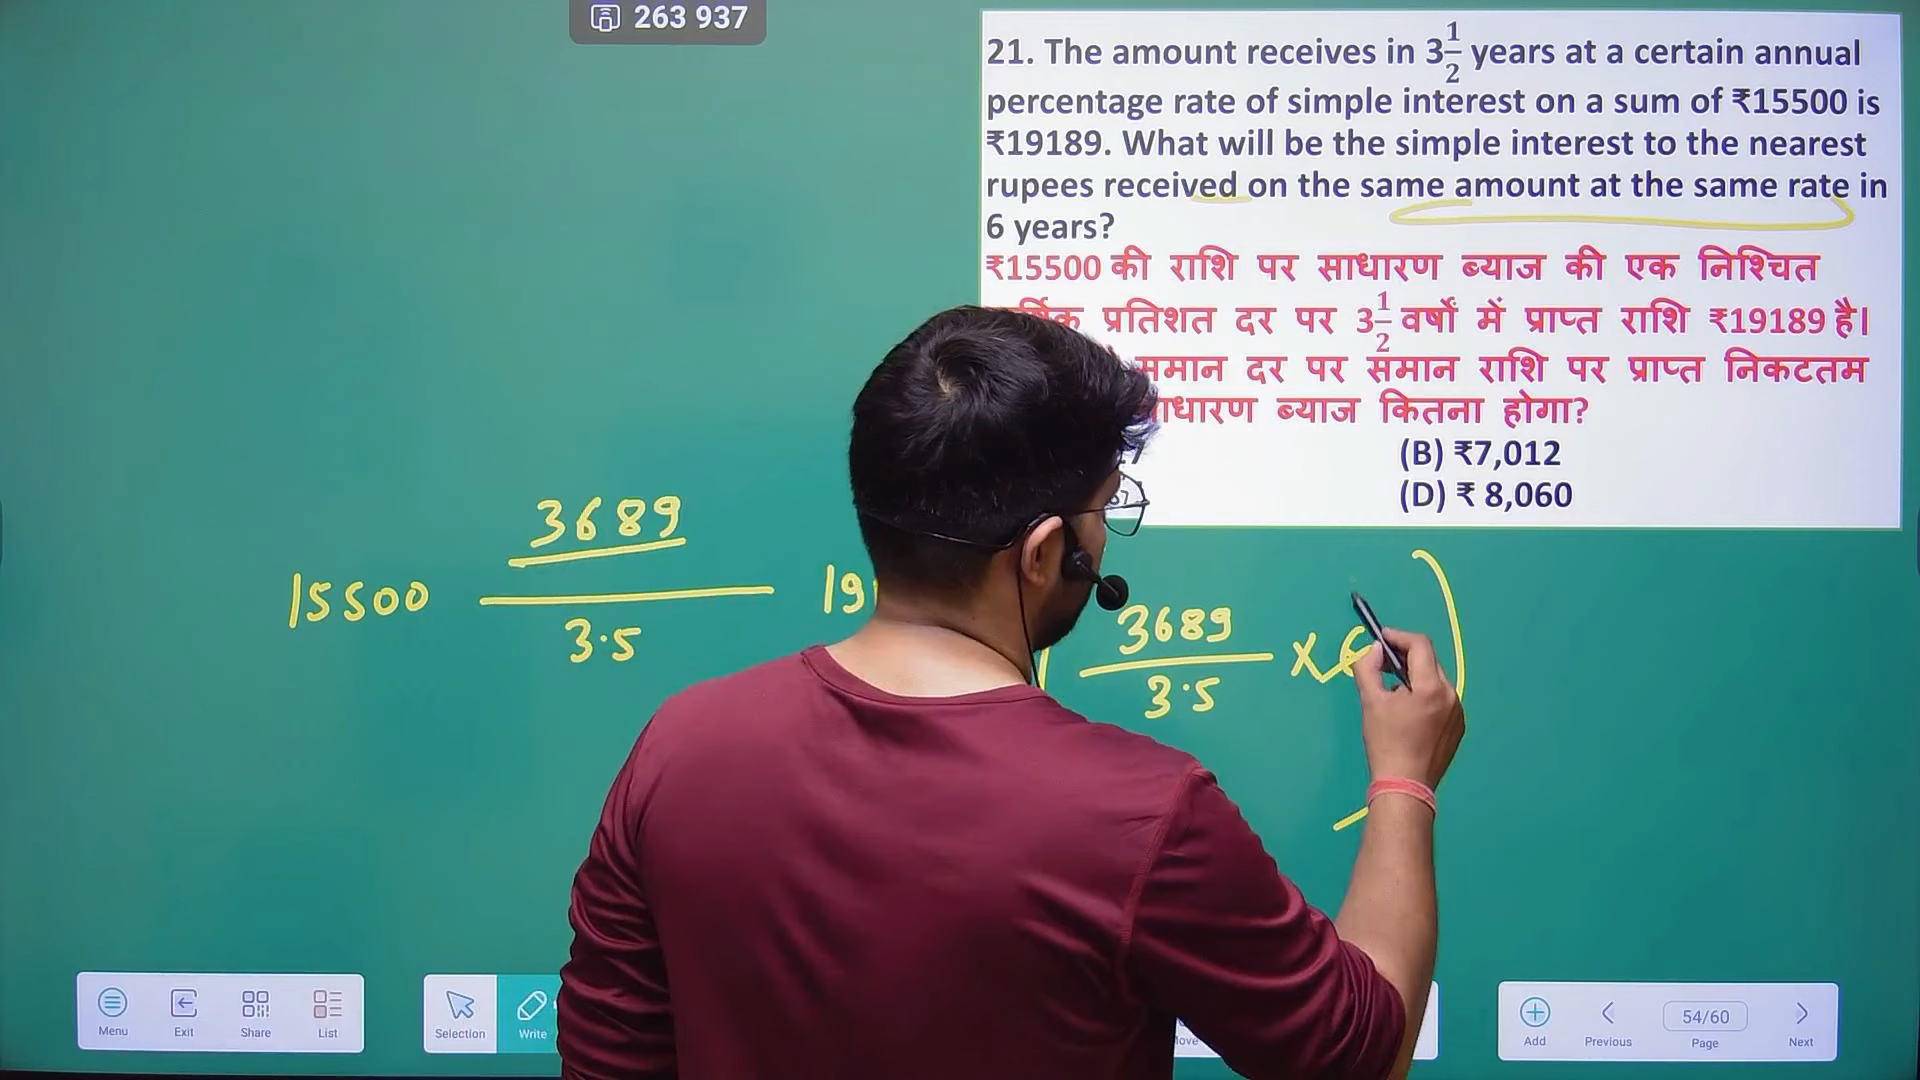 263 937
21. The amount receives in 3 1/2 years at a certain annual
percentage rate of simple interest on a sum of ₹15500 is
₹19189. What will be the simple interest to the nearest
rupees received on the same amount at the same rate in
6 years?
₹15500 की राशि पर साधारण ब्याज की एक निश्चित
प्रतिशत दर पर 3 1/2 वर्षों में प्राप्त राशि ₹19189 है।
समान दर पर समान राशि पर प्राप्त निकटतम
ब्याज कितना होगा?
(B) ₹7,012
(D) ₹ 8,060
3689
15500
3.5
3689
3.5
×6
Menu Exit Share List
Selection Write
Add Previous 54/60 Page Next